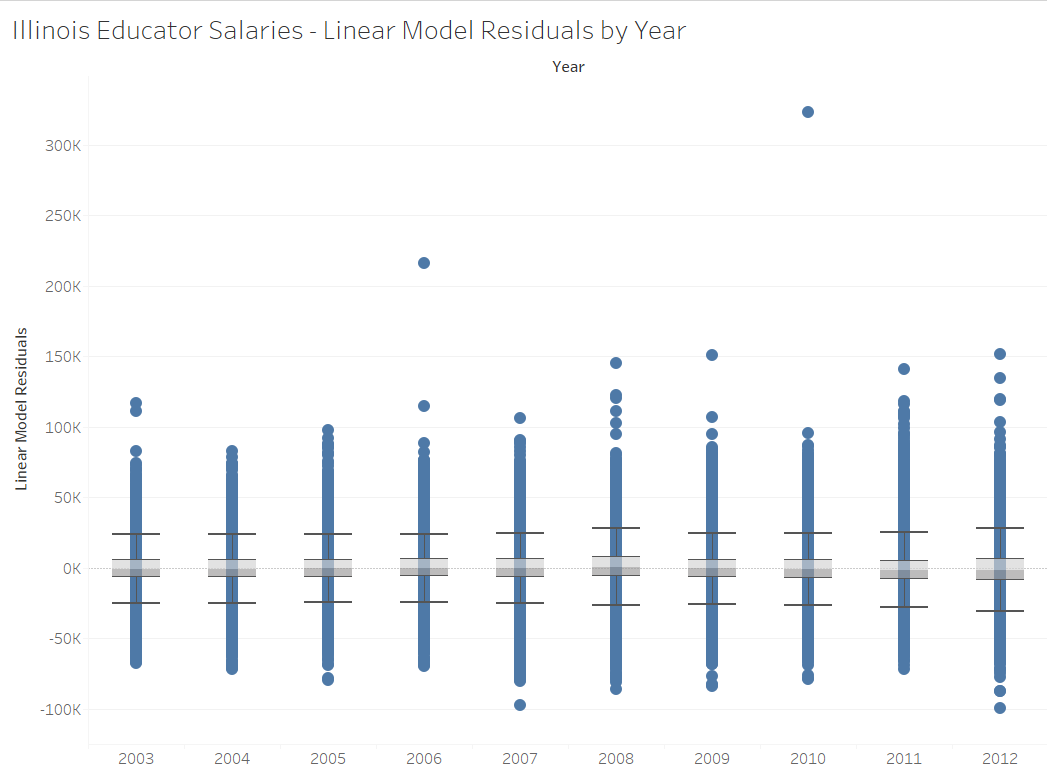 Illinois Educator Salaries - Linear Model Residuals by Year
Year
300K
250K
200K
150K
100K
50K
0K
-50K
-100K
Linear Model Residuals
2003 2004 2005 2006 2007 2008 2009 2010 2011 2012